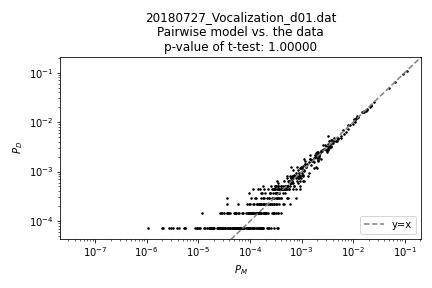 20180727_Vocalization_d01.dat
Pairwise model vs. the data
p-value of t-test: 1.00000
10⁻¹
10⁻²
10⁻³
10⁻⁴
P_D
y=x
10⁻⁷ 10⁻⁶ 10⁻⁵ 10⁻⁴ 10⁻³ 10⁻² 10⁻¹
P_M